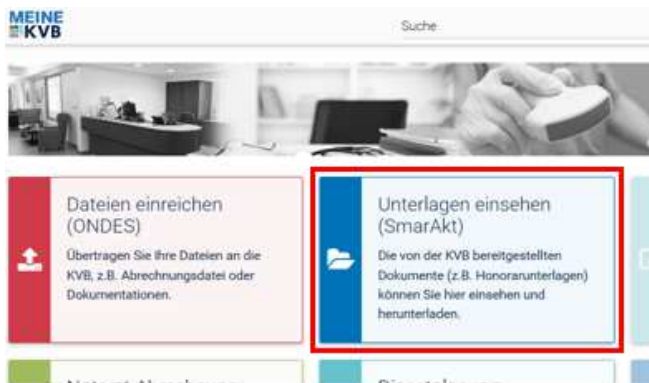 MEINE
KVB
Suche
Dateien einreichen
(ONDES)
Übertragen Sie Ihre Dateien an die
KVB, z.B. Abrechnungsdatei oder
Dokumentationen.
Unterlagen einsehen
(SmarAkt)
Die von der KVB bereitgestellten
Dokumente (z.B. Honorarunterlagen)
können Sie hier einsehen und
herunterladen.